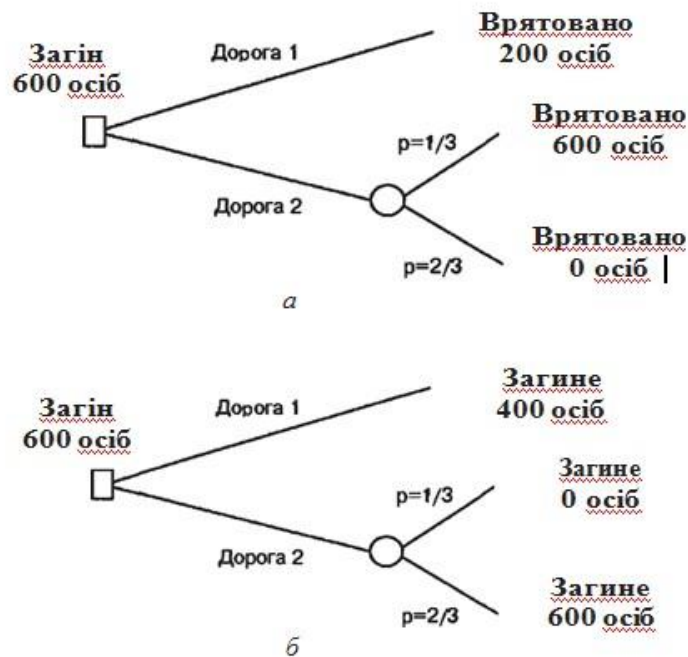 Загін
600 осіб
Дорога 1
Врятовано
200 осіб
p=1/3
Врятовано
600 осіб
Дорога 2
p=2/3
Врятовано
0 осіб
а
Загін
600 осіб
Дорога 1
Загине
400 осіб
p=1/3
Загине
0 осіб
Дорога 2
p=2/3
Загине
600 осіб
б